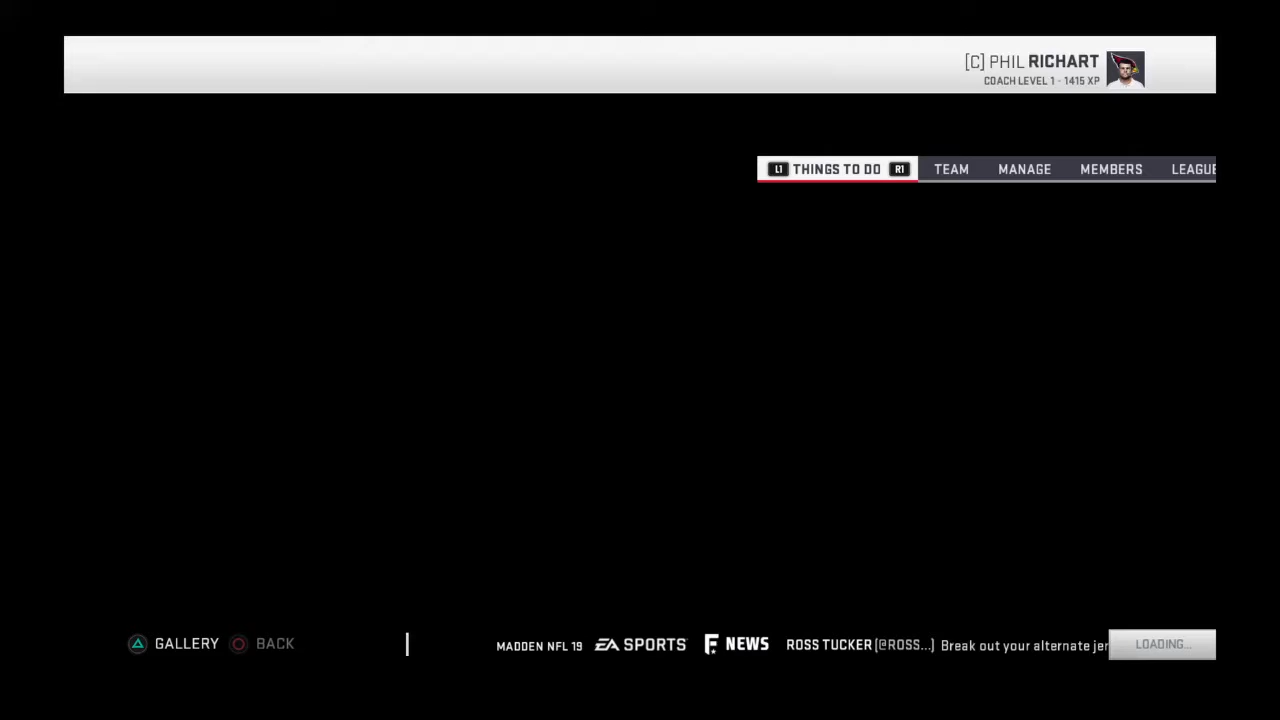 [C] PHIL RICHART
COACH LEVEL 1 - 1415 XP
L1 THINGS TO DO R1 TEAM MANAGE MEMBERS LEAGUE
GALLERY BACK MADDEN NFL 19 EA SPORTS F NEWS ROSS TUCKER (@ROSS...) Break out your alternate jer LOADING...